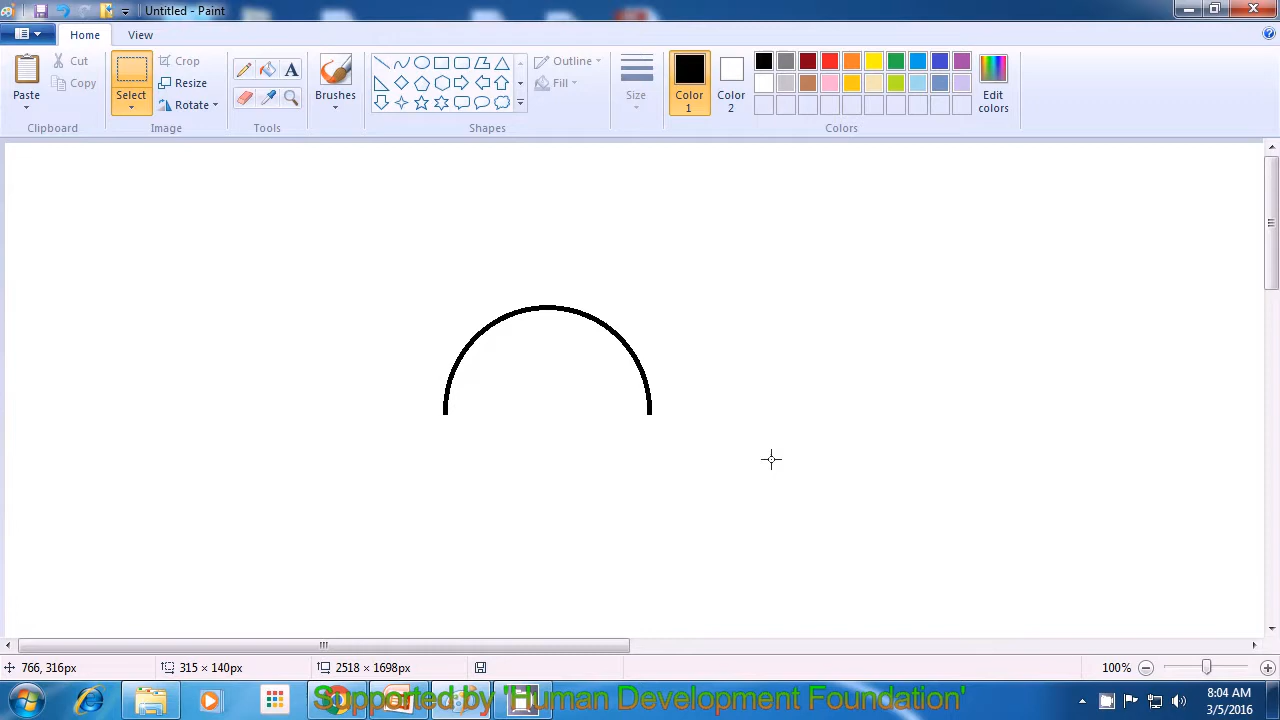 Untitled - Paint
Home View
Paste
Cut
Copy
Clipboard
Select
Crop
Resize
Rotate
Image
Tools
Brushes
Outline
Fill
Shapes
Size
Color 1
Color 2
Edit colors
Colors
766, 316px 315 × 140px 2518 × 1698px 100%
Supported by 'Human Development Foundation'
8:04 AM
3/5/2016